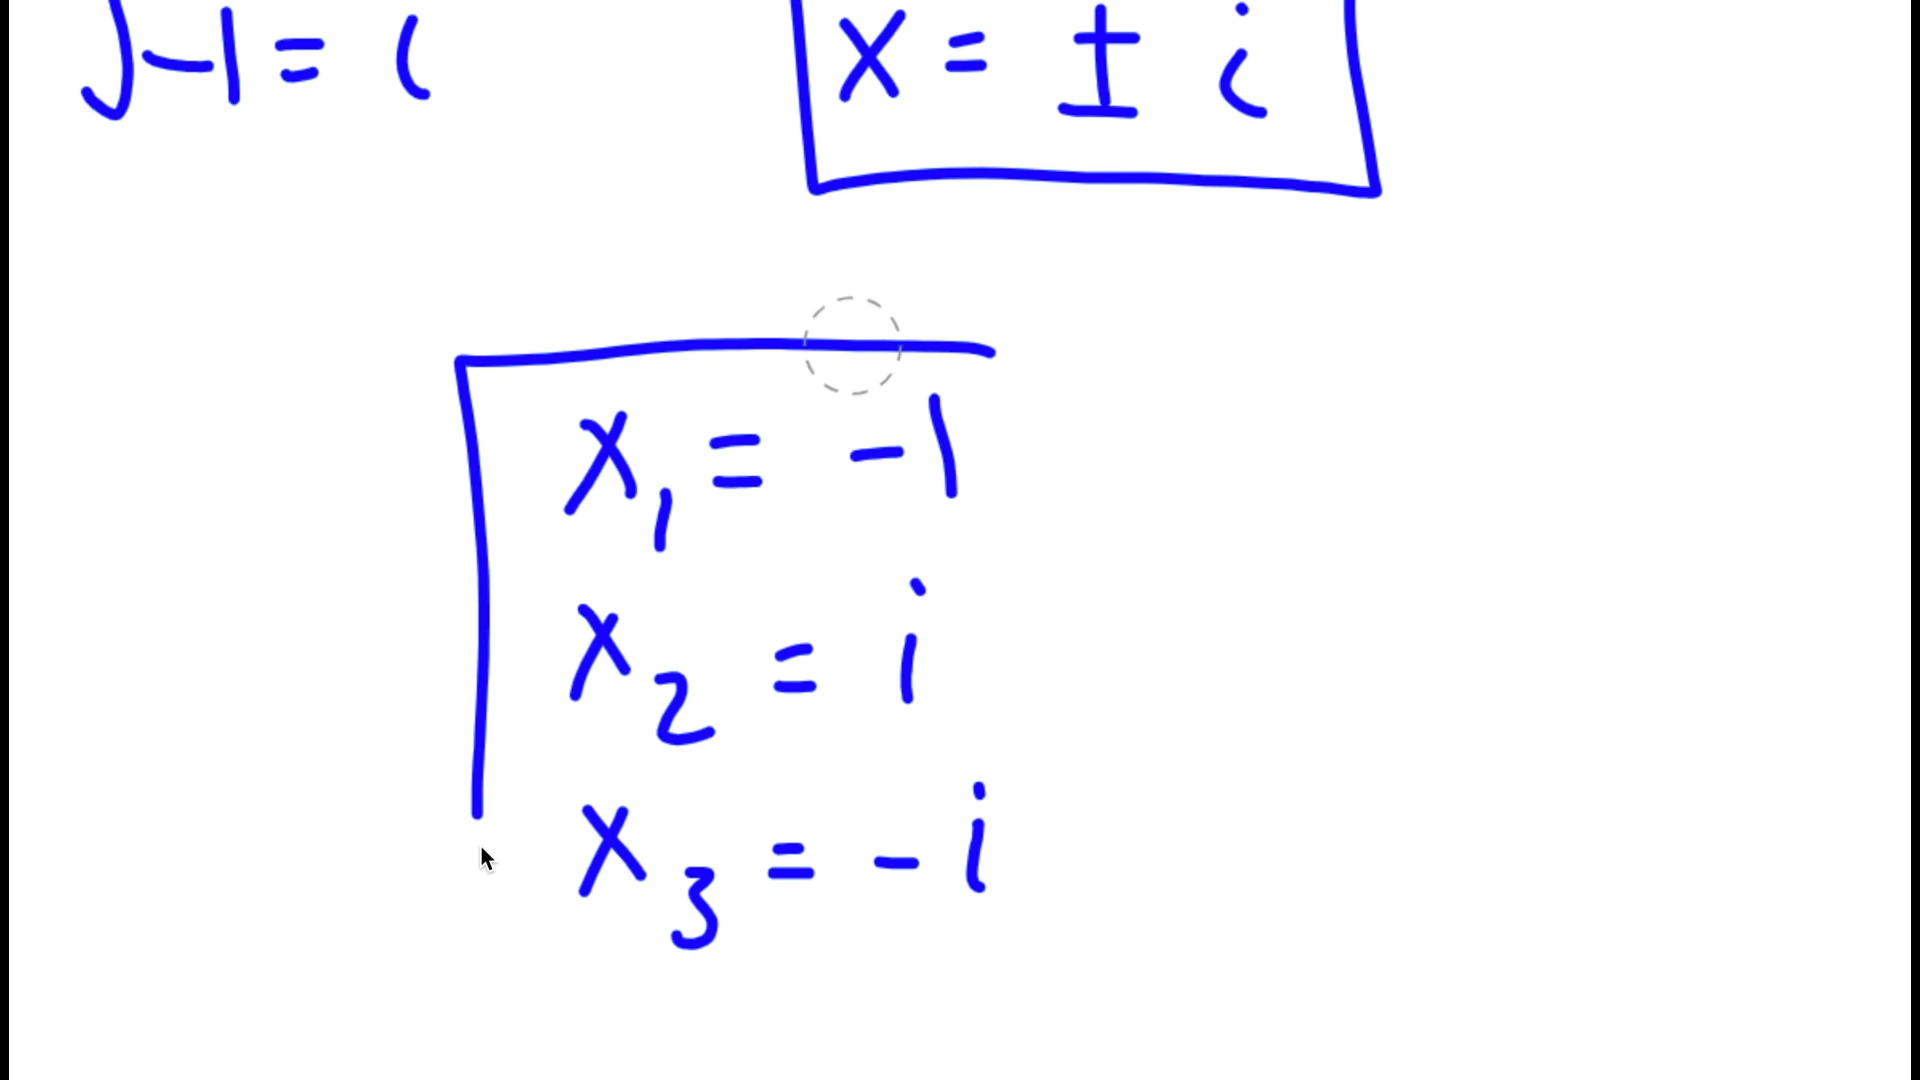 √-1 = i
x = ± i
x₁ = -1
x₂ = i
x₃ = -i